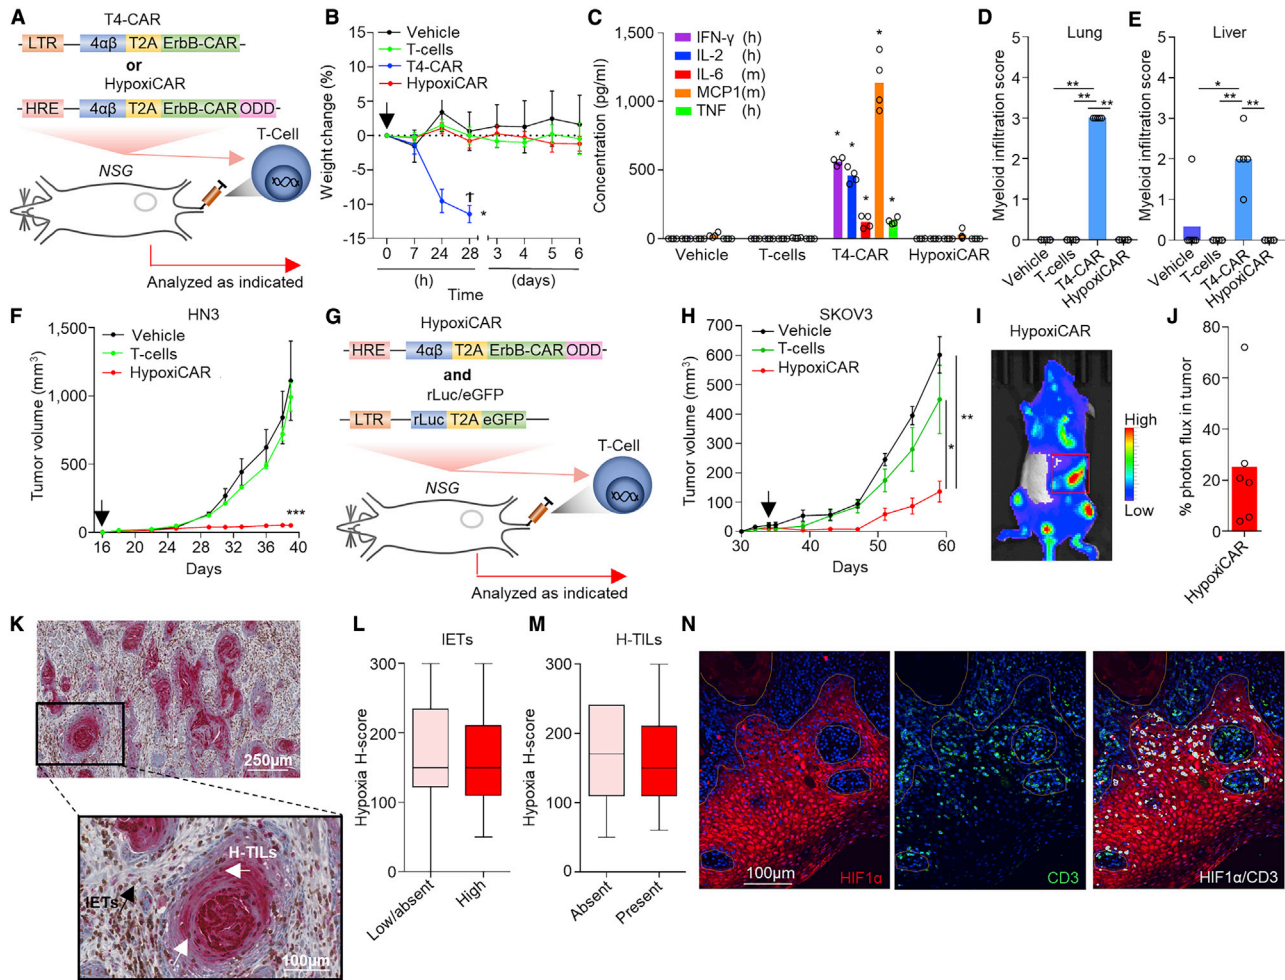 A
T4-CAR
LTR 4αβ T2A ErbB-CAR
or
HypoxiCAR
HRE 4αβ T2A ErbB-CAR ODD
T-Cell
NSG
Analyzed as indicated
B
Vehicle
T-cells
T4-CAR
HypoxiCAR
Weight change (%)
15
10
5
0
-5
-10
-15
†
*
0 7 24 28 3 4 5 6
(h) (days)
Time
C
IFN-γ (h)
IL-2 (h)
IL-6 (m)
MCP1(m)
TNF (h)
Concentration (pg/ml)
1,500
1,000
500
0
* * * * *
Vehicle T-cells T4-CAR HypoxiCAR
D
Lung
Myeloid infiltration score
5
4
3
2
1
0
**
**
**
Vehicle
T-cells
T4-CAR
HypoxiCAR
E
Liver
Myeloid infiltration score
5
4
3
2
1
0
*
**
**
Vehicle
T-cells
T4-CAR
HypoxiCAR
F
HN3
Vehicle
T-cells
HypoxiCAR
Tumor volume (mm³)
1,500
1,000
500
0
***
16 20 24 28 32 36 40
Days
G
HypoxiCAR
HRE 4αβ T2A ErbB-CAR ODD
and
rLuc/eGFP
LTR rLuc T2A eGFP
T-Cell
NSG
Analyzed as indicated
H
SKOV3
Vehicle
T-cells
HypoxiCAR
Tumor volume (mm³)
700
600
500
400
300
200
100
0
**
*
30 40 50 60
Days
I
HypoxiCAR
High
Low
J
% photon flux in tumor
80
60
40
20
0
HypoxiCAR
K
250μm
H-TILs
IETs
100μm
L
IETs
Hypoxia H-score
300
200
100
0
Low/absent
High
M
H-TILs
Hypoxia H-score
300
200
100
0
Absent
Present
N
100μm
HIF1α
CD3
HIF1α/CD3